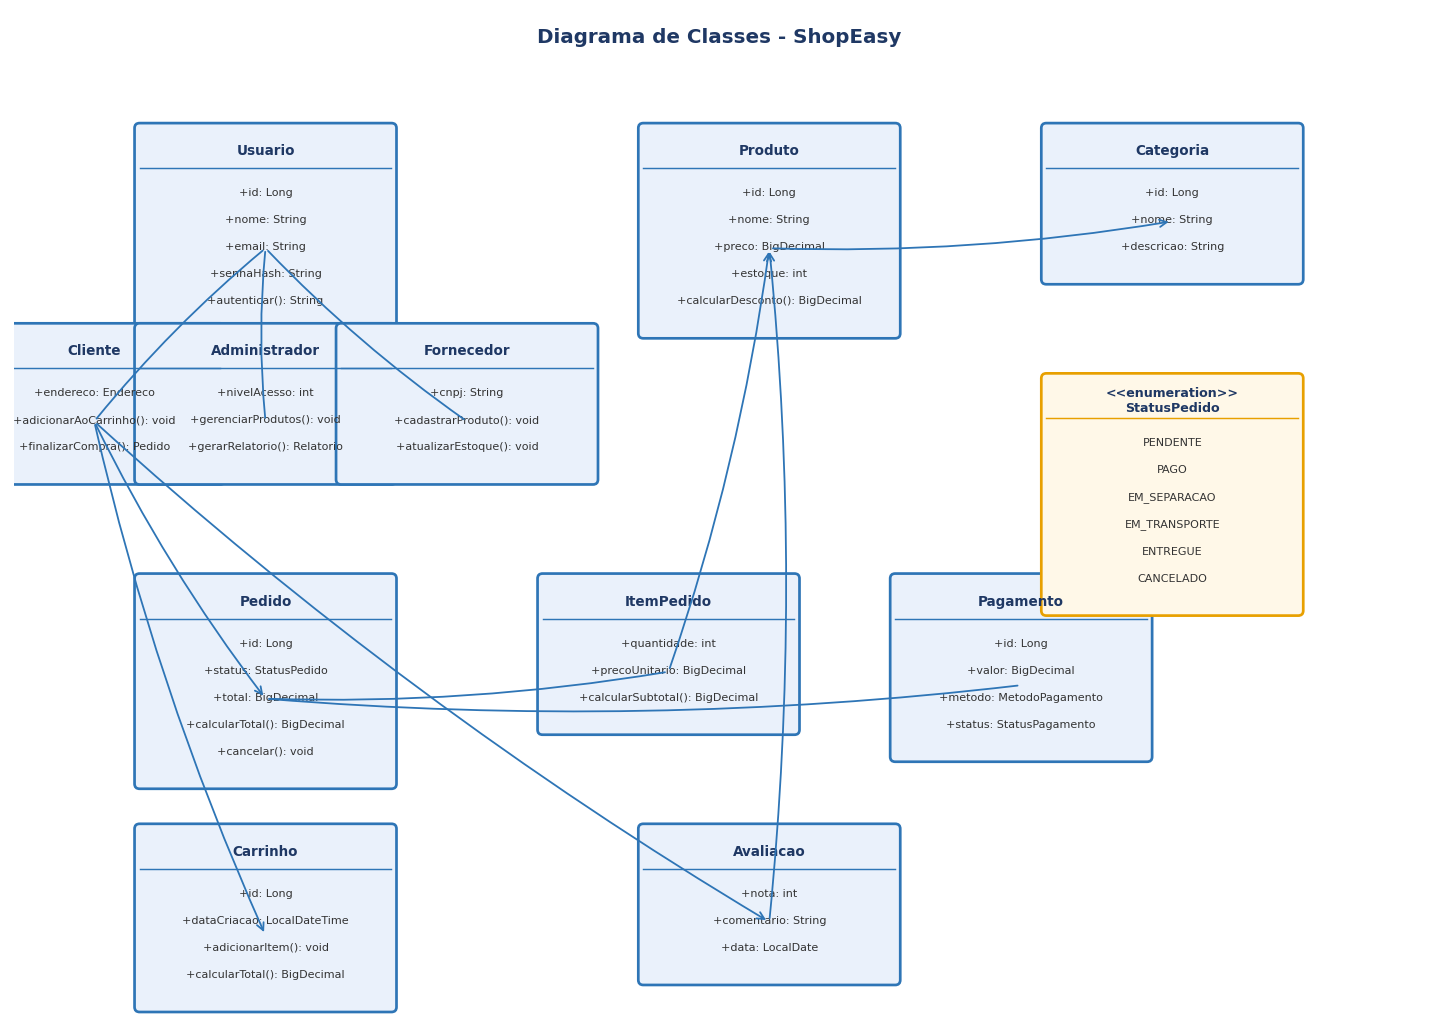 Diagrama de Classes - ShopEasy
Usuario
+id: Long
+nome: String
+email: String
+senhaHash: String
+autenticar(): String
Produto
+id: Long
+nome: String
+preco: BigDecimal
+estoque: int
+calcularDesconto(): BigDecimal
Categoria
+id: Long
+nome: String
+descricao: String
Cliente
+endereco: Endereco
+adicionarAoCarrinho(): void
+finalizarCompra(): Pedido
Administrador
+nivelAcesso: int
+gerenciarProdutos(): void
+gerarRelatorio(): Relatorio
Fornecedor
+cnpj: String
+cadastrarProduto(): void
+atualizarEstoque(): void
<<enumeration>>
StatusPedido
PENDENTE
PAGO
EM_SEPARACAO
EM_TRANSPORTE
ENTREGUE
CANCELADO
Pedido
+id: Long
+status: StatusPedido
+total: BigDecimal
+calcularTotal(): BigDecimal
+cancelar(): void
ItemPedido
+quantidade: int
+precoUnitario: BigDecimal
+calcularSubtotal(): BigDecimal
Pagamento
+id: Long
+valor: BigDecimal
+metodo: MetodoPagamento
+status: StatusPagamento
Carrinho
+id: Long
+dataCriacao: LocalDateTime
+adicionarItem(): void
+calcularTotal(): BigDecimal
Avaliacao
+nota: int
+comentario: String
+data: LocalDate